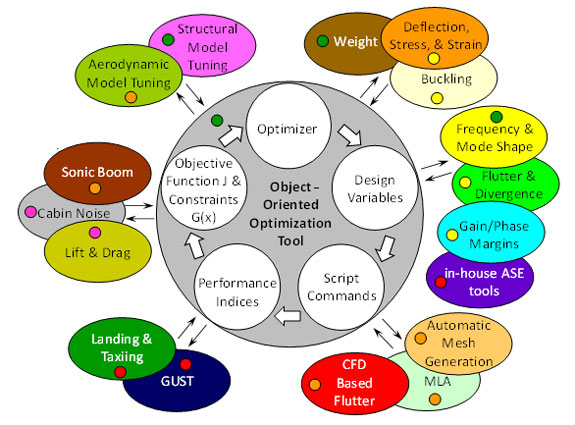 Structural
Model
Tuning
Aerodynamic
Model Tuning
Weight
Deflection,
Stress, & Strain
Buckling
Optimizer
Frequency &
Mode Shape
Flutter &
Divergence
Gain/Phase
Margins
in-house ASE
tools
Sonic Boom
Cabin Noise
Lift & Drag
Objective
Function J &
Constraints
G(x)
Object –
Oriented
Optimization
Tool
Design
Variables
Performance
Indices
Script
Commands
Landing &
Taxiing
GUST
CFD
Based
Flutter
Automatic
Mesh
Generation
MLA